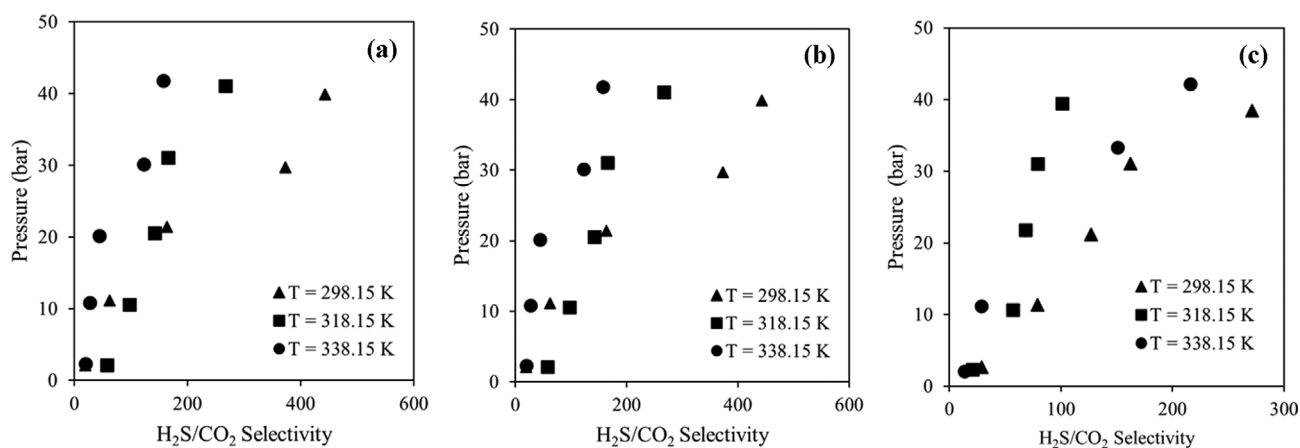 (a)
50
40
30
20
10
0
Pressure (bar)
0 200 400 600
H₂S/CO₂ Selectivity
T = 298.15 K
T = 318.15 K
T = 338.15 K
(b)
50
40
30
20
10
0
Pressure (bar)
0 200 400 600
H₂S/CO₂ Selectivity
T = 298.15 K
T = 318.15 K
T = 338.15 K
(c)
50
40
30
20
10
0
Pressure (bar)
0 100 200 300
H₂S/CO₂ Selectivity
T = 298.15 K
T = 318.15 K
T = 338.15 K